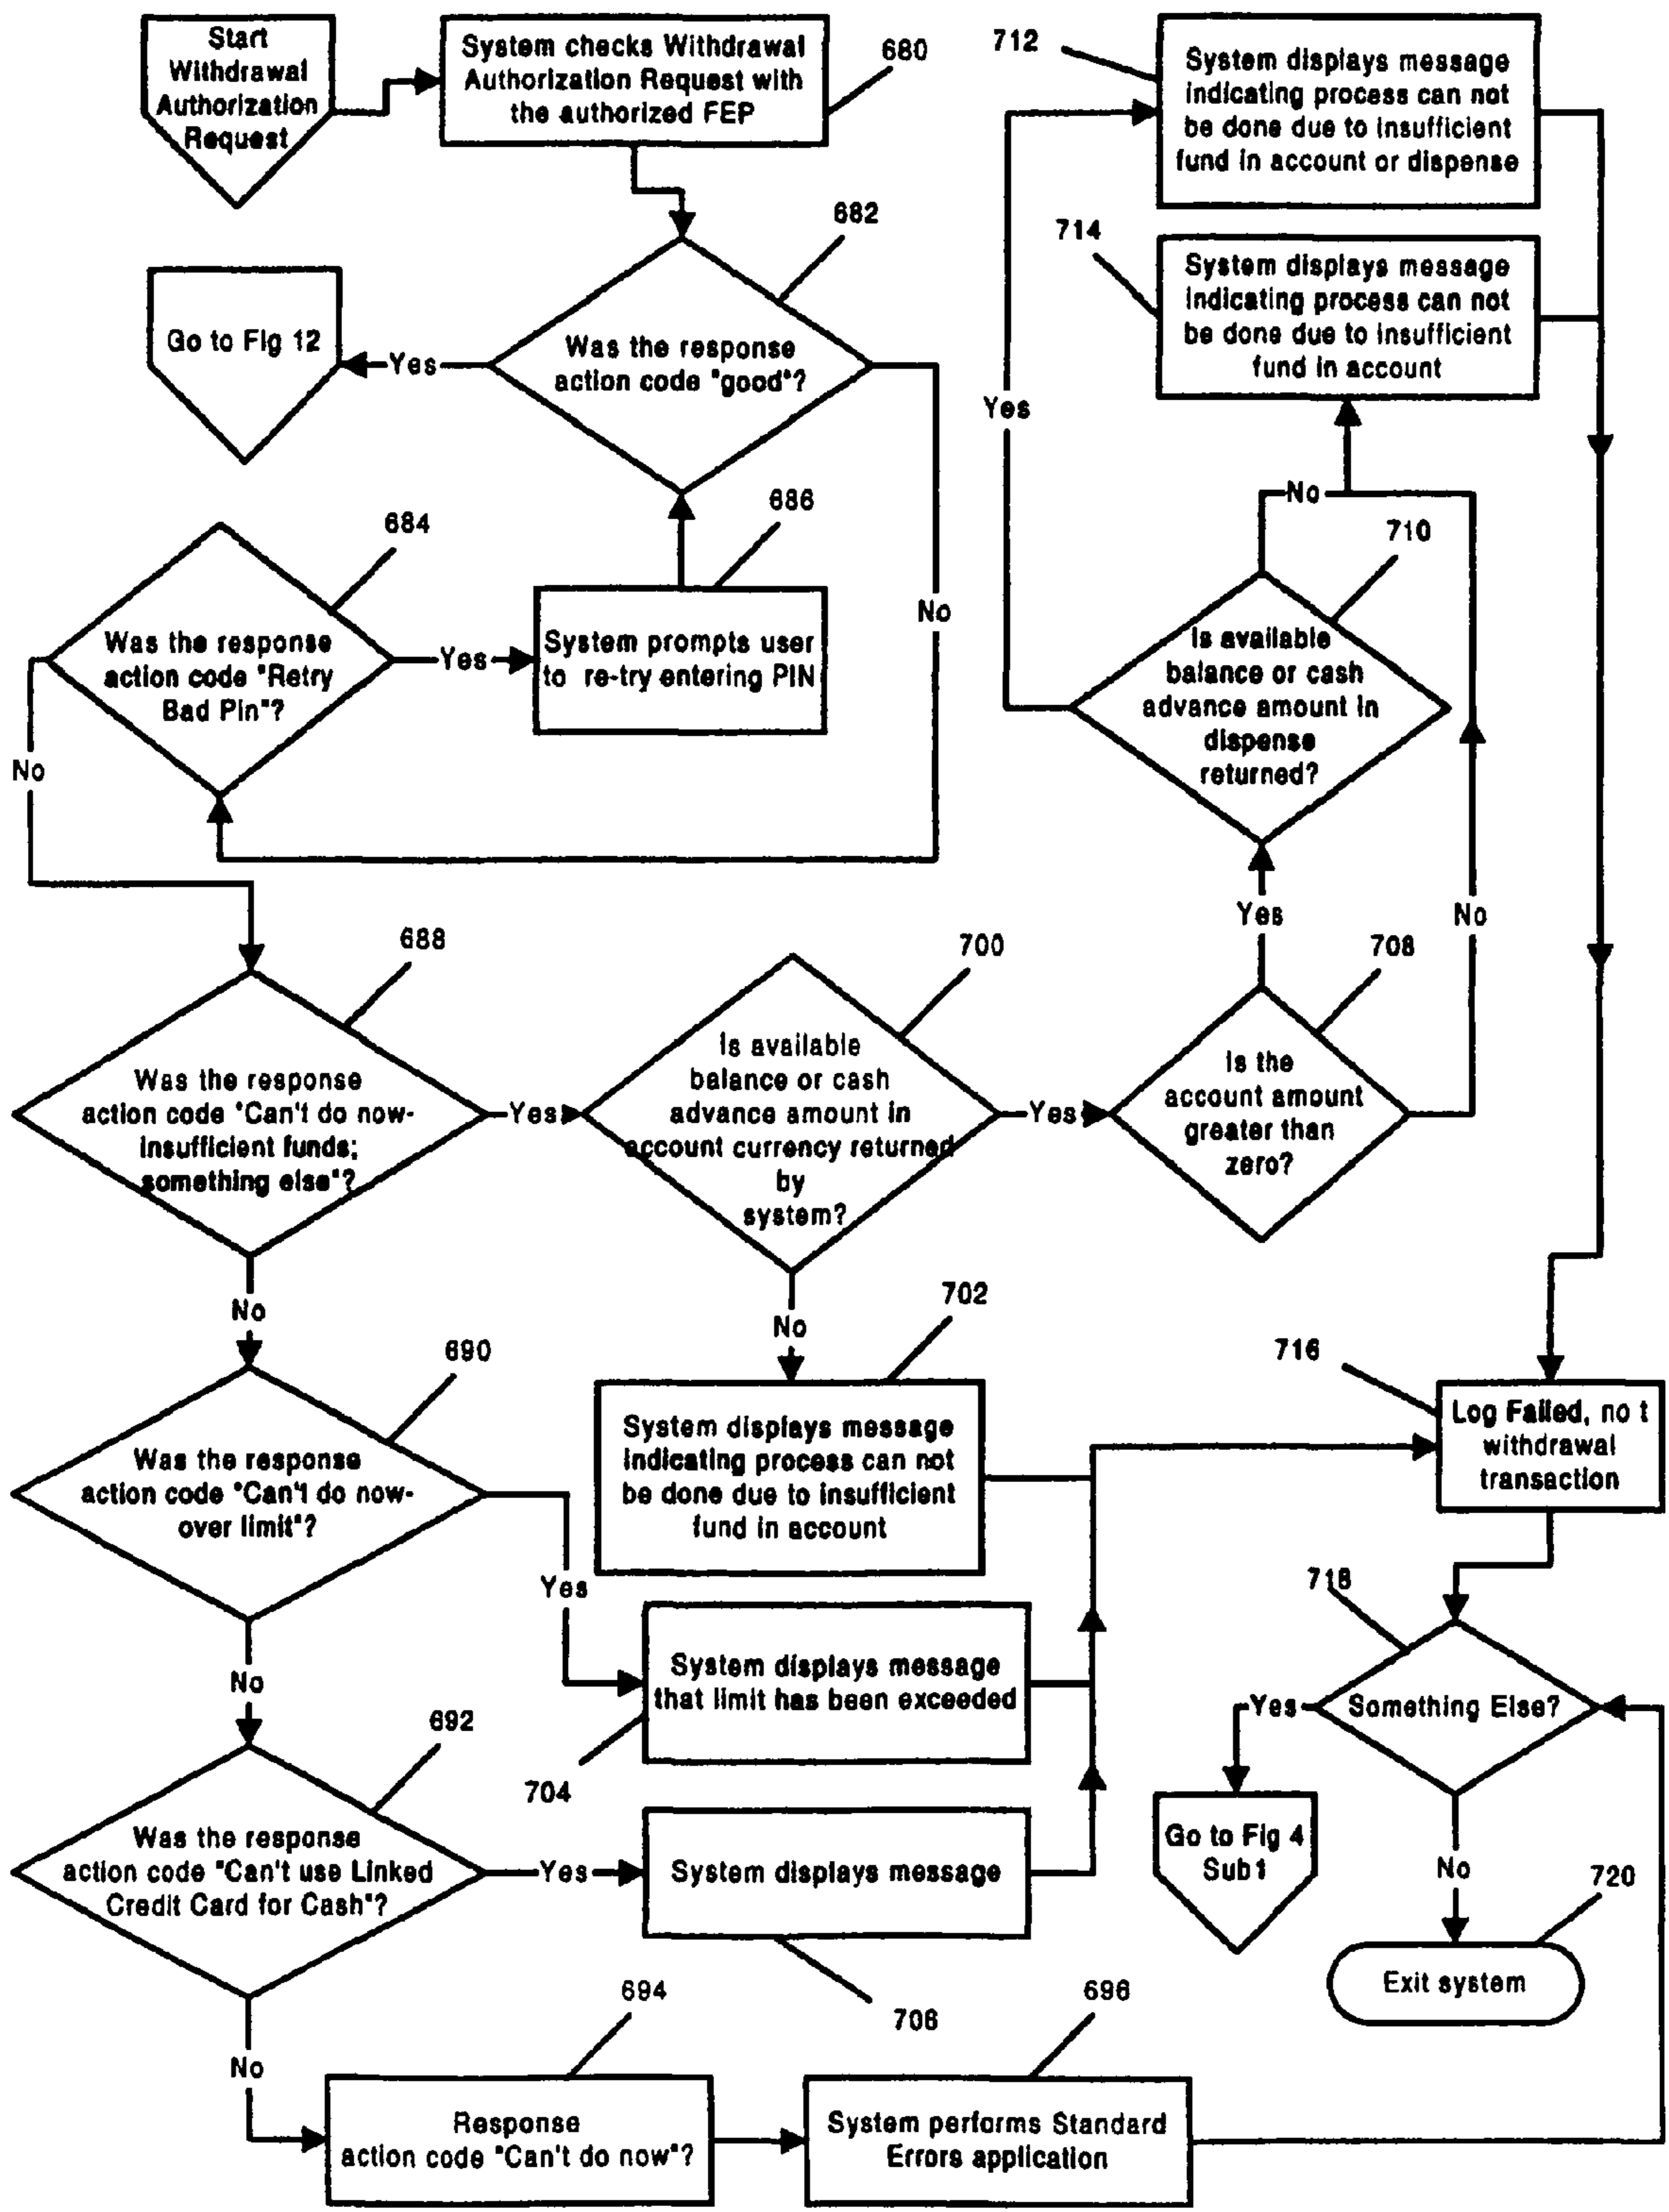 Start
Withdrawal
Authorization
Request
System checks Withdrawal
Authorization Request with
the authorized FEP
680
712
System displays message
indicating process can not
be done due to insufficient
fund in account or dispense
682
714
System displays message
indicating process can not
be done due to insufficient
fund in account
Go to Fig 12
Yes
Was the response
action code "good"?
Yes
No
686
684
710
No
Was the response
action code "Retry
Bad Pin"?
Yes
System prompts user
to re-try entering PIN
Is available
balance or cash
advance amount in
dispense
returned?
No
Yes
No
688
700
708
Was the response
action code "Can't do now-
insufficient funds;
something else"?
Yes
Is available
balance or cash
advance amount in
account currency returned
by
system?
Yes
Is the
account amount
greater than
zero?
No
No
702
690
716
Was the response
action code "Can't do now-
over limit"?
System displays message
indicating process can not
be done due to insufficient
fund in account
Log Failed, no t
withdrawal
transaction
Yes
718
No
System displays message
that limit has been exceeded
Yes
Something Else?
692
704
Was the response
action code "Can't use Linked
Credit Card for Cash"?
Yes
System displays message
Go to Fig 4
Sub1
No
720
Exit system
694
706
696
No
Response
action code "Can't do now"?
System performs Standard
Errors application